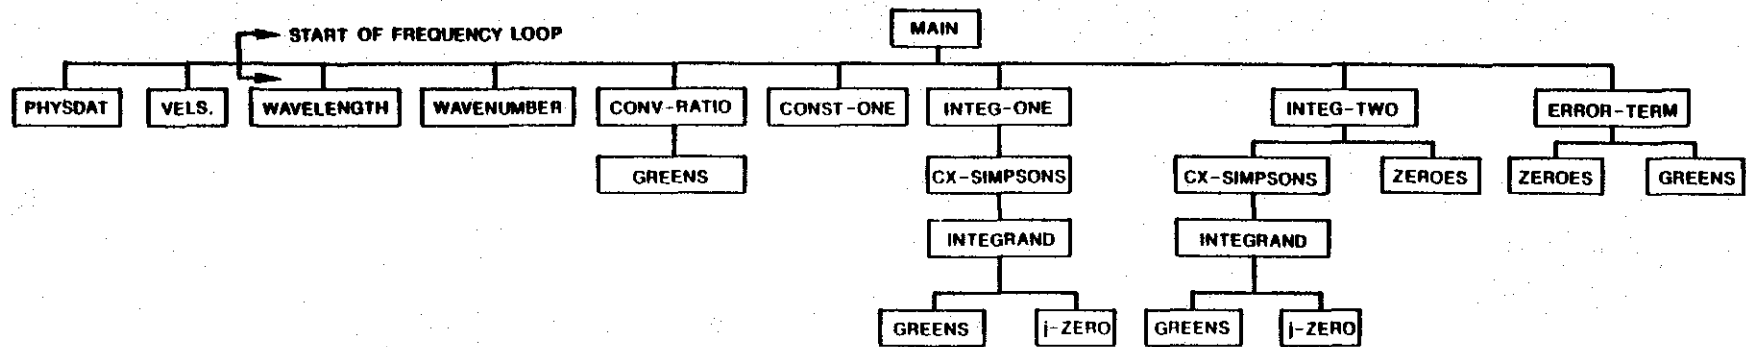 START OF FREQUENCY LOOP
MAIN
PHYSDAT
VELS.
WAVELENGTH
WAVENUMBER
CONV-RATIO
CONST-ONE
INTEG-ONE
INTEG-TWO
ERROR-TERM
GREENS
CX-SIMPSONS
CX-SIMPSONS
ZEROES
ZEROES
GREENS
INTEGRAND
INTEGRAND
GREENS
j-ZERO
GREENS
j-ZERO